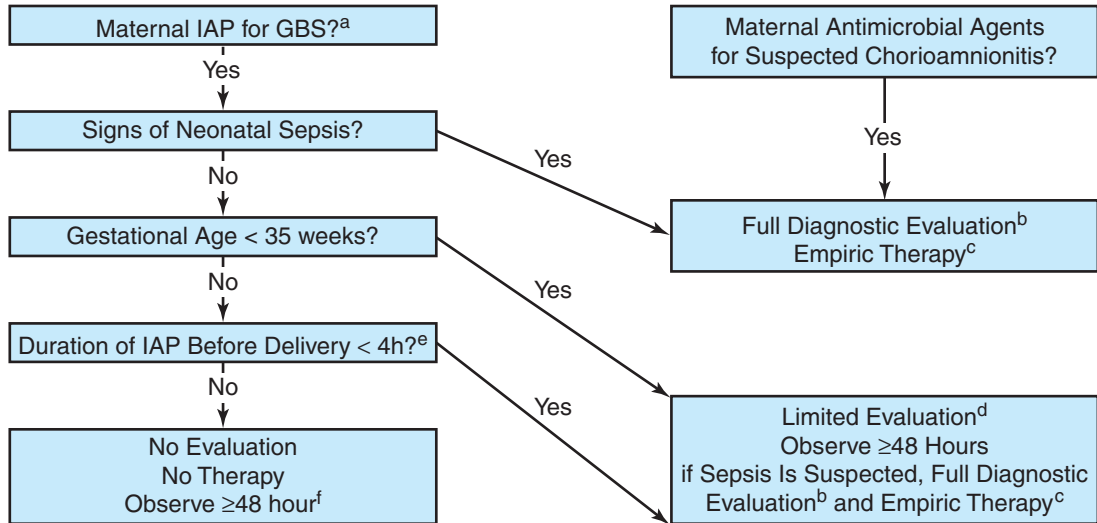 Maternal IAP for GBS?ᵃ
Yes
Signs of Neonatal Sepsis?
No
Gestational Age < 35 weeks?
No
Duration of IAP Before Delivery < 4h?ᵉ
No
No Evaluation
No Therapy
Observe ≥48 hourᶠ
Maternal Antimicrobial Agents
for Suspected Chorioamnionitis?
Yes
Yes
Full Diagnostic Evaluationᵇ
Empiric Therapyᶜ
Yes
Yes
Limited Evaluationᵈ
Observe ≥48 Hours
if Sepsis Is Suspected, Full Diagnostic
Evaluationᵇ and Empiric Therapyᶜ